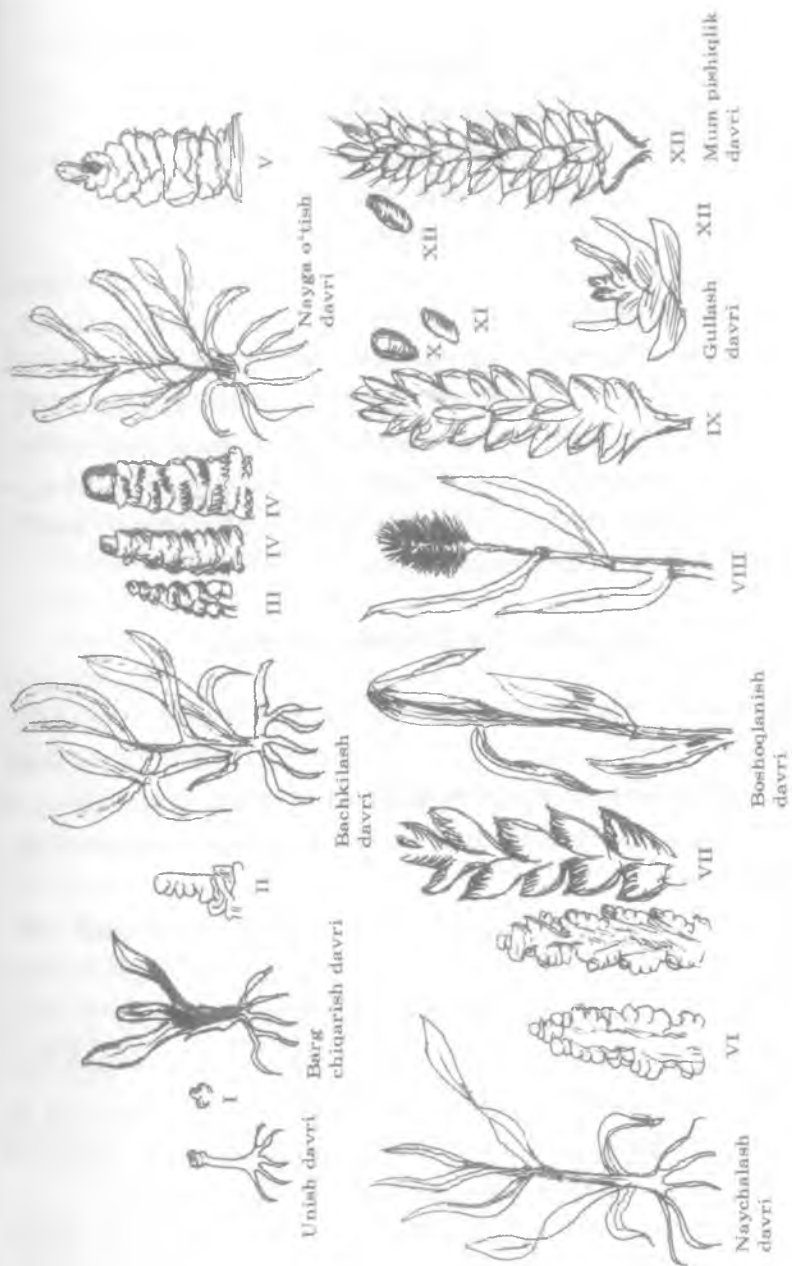 Unish davri
I
Barg
chiqarish davri
II
Bachkilash
davri
III
IV
IV
Nayga o‘tish
davri
V
Naychalash
davri
VI
VII
Boshoqlanish
davri
VIII
IX
X
XI
Gullash
davri
XII
XII
XII
Mum pishiqlik
davri